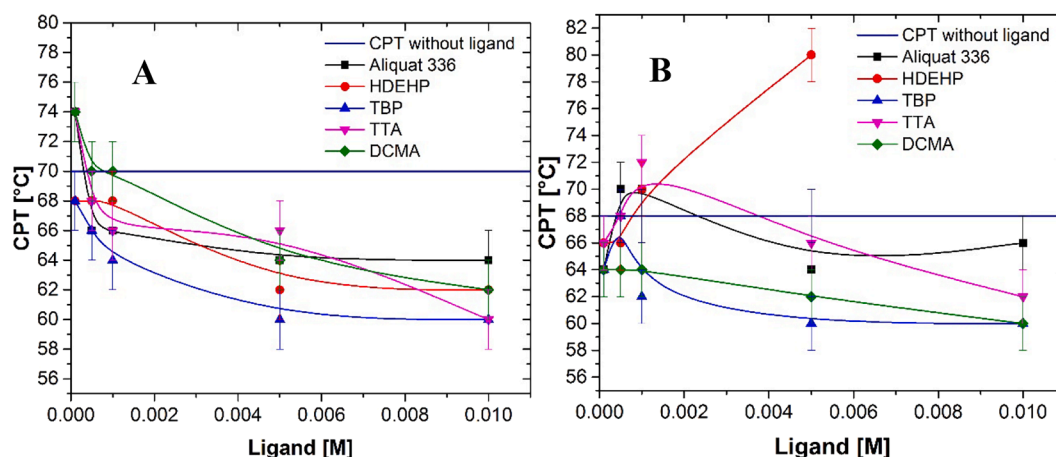 A
CPT without ligand
Aliquat 336
HDEHP
TBP
TTA
DCMA
80
78
76
74
72
70
68
66
64
62
60
58
56
CPT [°C]
0.000 0.002 0.004 0.006 0.008 0.010
Ligand [M]
B
CPT without ligand
Aliquat 336
HDEHP
TBP
TTA
DCMA
82
80
78
76
74
72
70
68
66
64
62
60
58
56
CPT [°C]
0.000 0.002 0.004 0.006 0.008 0.010
Ligand [M]